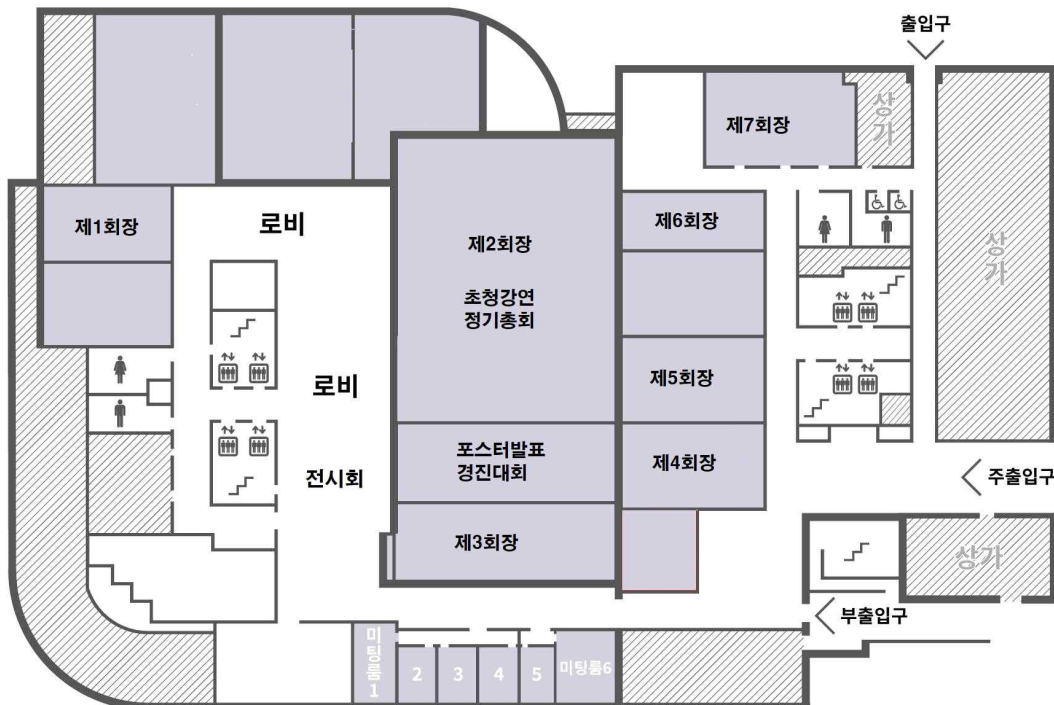 출입구
제7회장
상가
제1회장
로비
제2회장
초청강연
정기총회
제6회장
상가
로비
제5회장
전시회
포스터발표
경진대회
제4회장
주출입구
제3회장
상가
부출입구
미팅룸1
2
3
4
5
미팅룸6